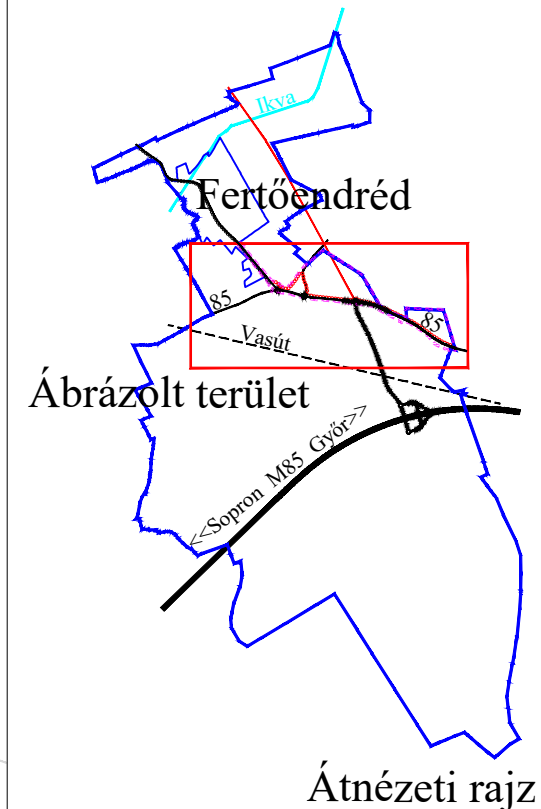 Ikva
Fertőendréd
85
85
Vasút
Ábrázolt terület
<<Sopron M85 Győr>>
Átnézeti rajz